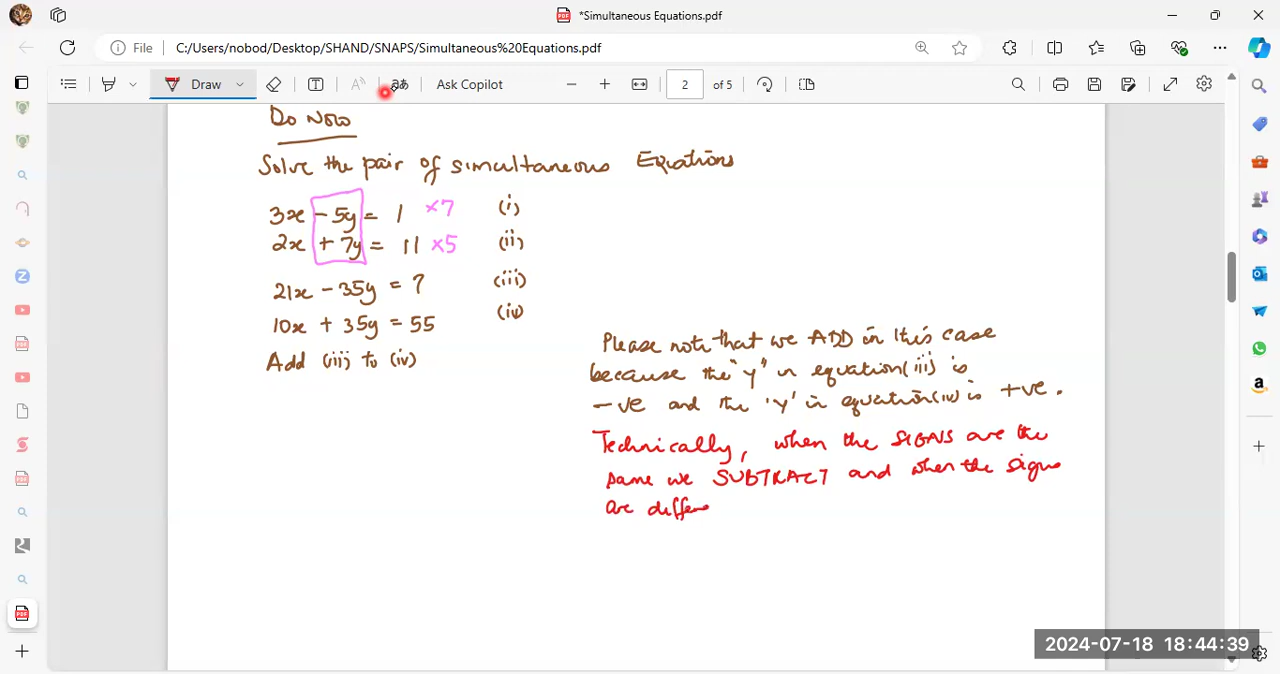 *Simultaneous Equations.pdf
File C:/Users/nobod/Desktop/SHAND/SNAPS/Simultaneous%20Equations.pdf
Draw Ask Copilot 2 of 5
Do Now
Solve the pair of simultaneous Equations
3x - 5y = 1 ×7 (i)
2x + 7y = 11 ×5 (ii)
21x - 35y = 7 (iii)
10x + 35y = 55 (iv)
Add (iii) to (iv)
Please note that we ADD in this case
because the "y" in equation (iii) is
-ve and the 'y' in equation (iv) is +ve.
Technically, when the SIGNS are the
same we SUBTRACT and when the signs
are differe
2024-07-18 18:44:39